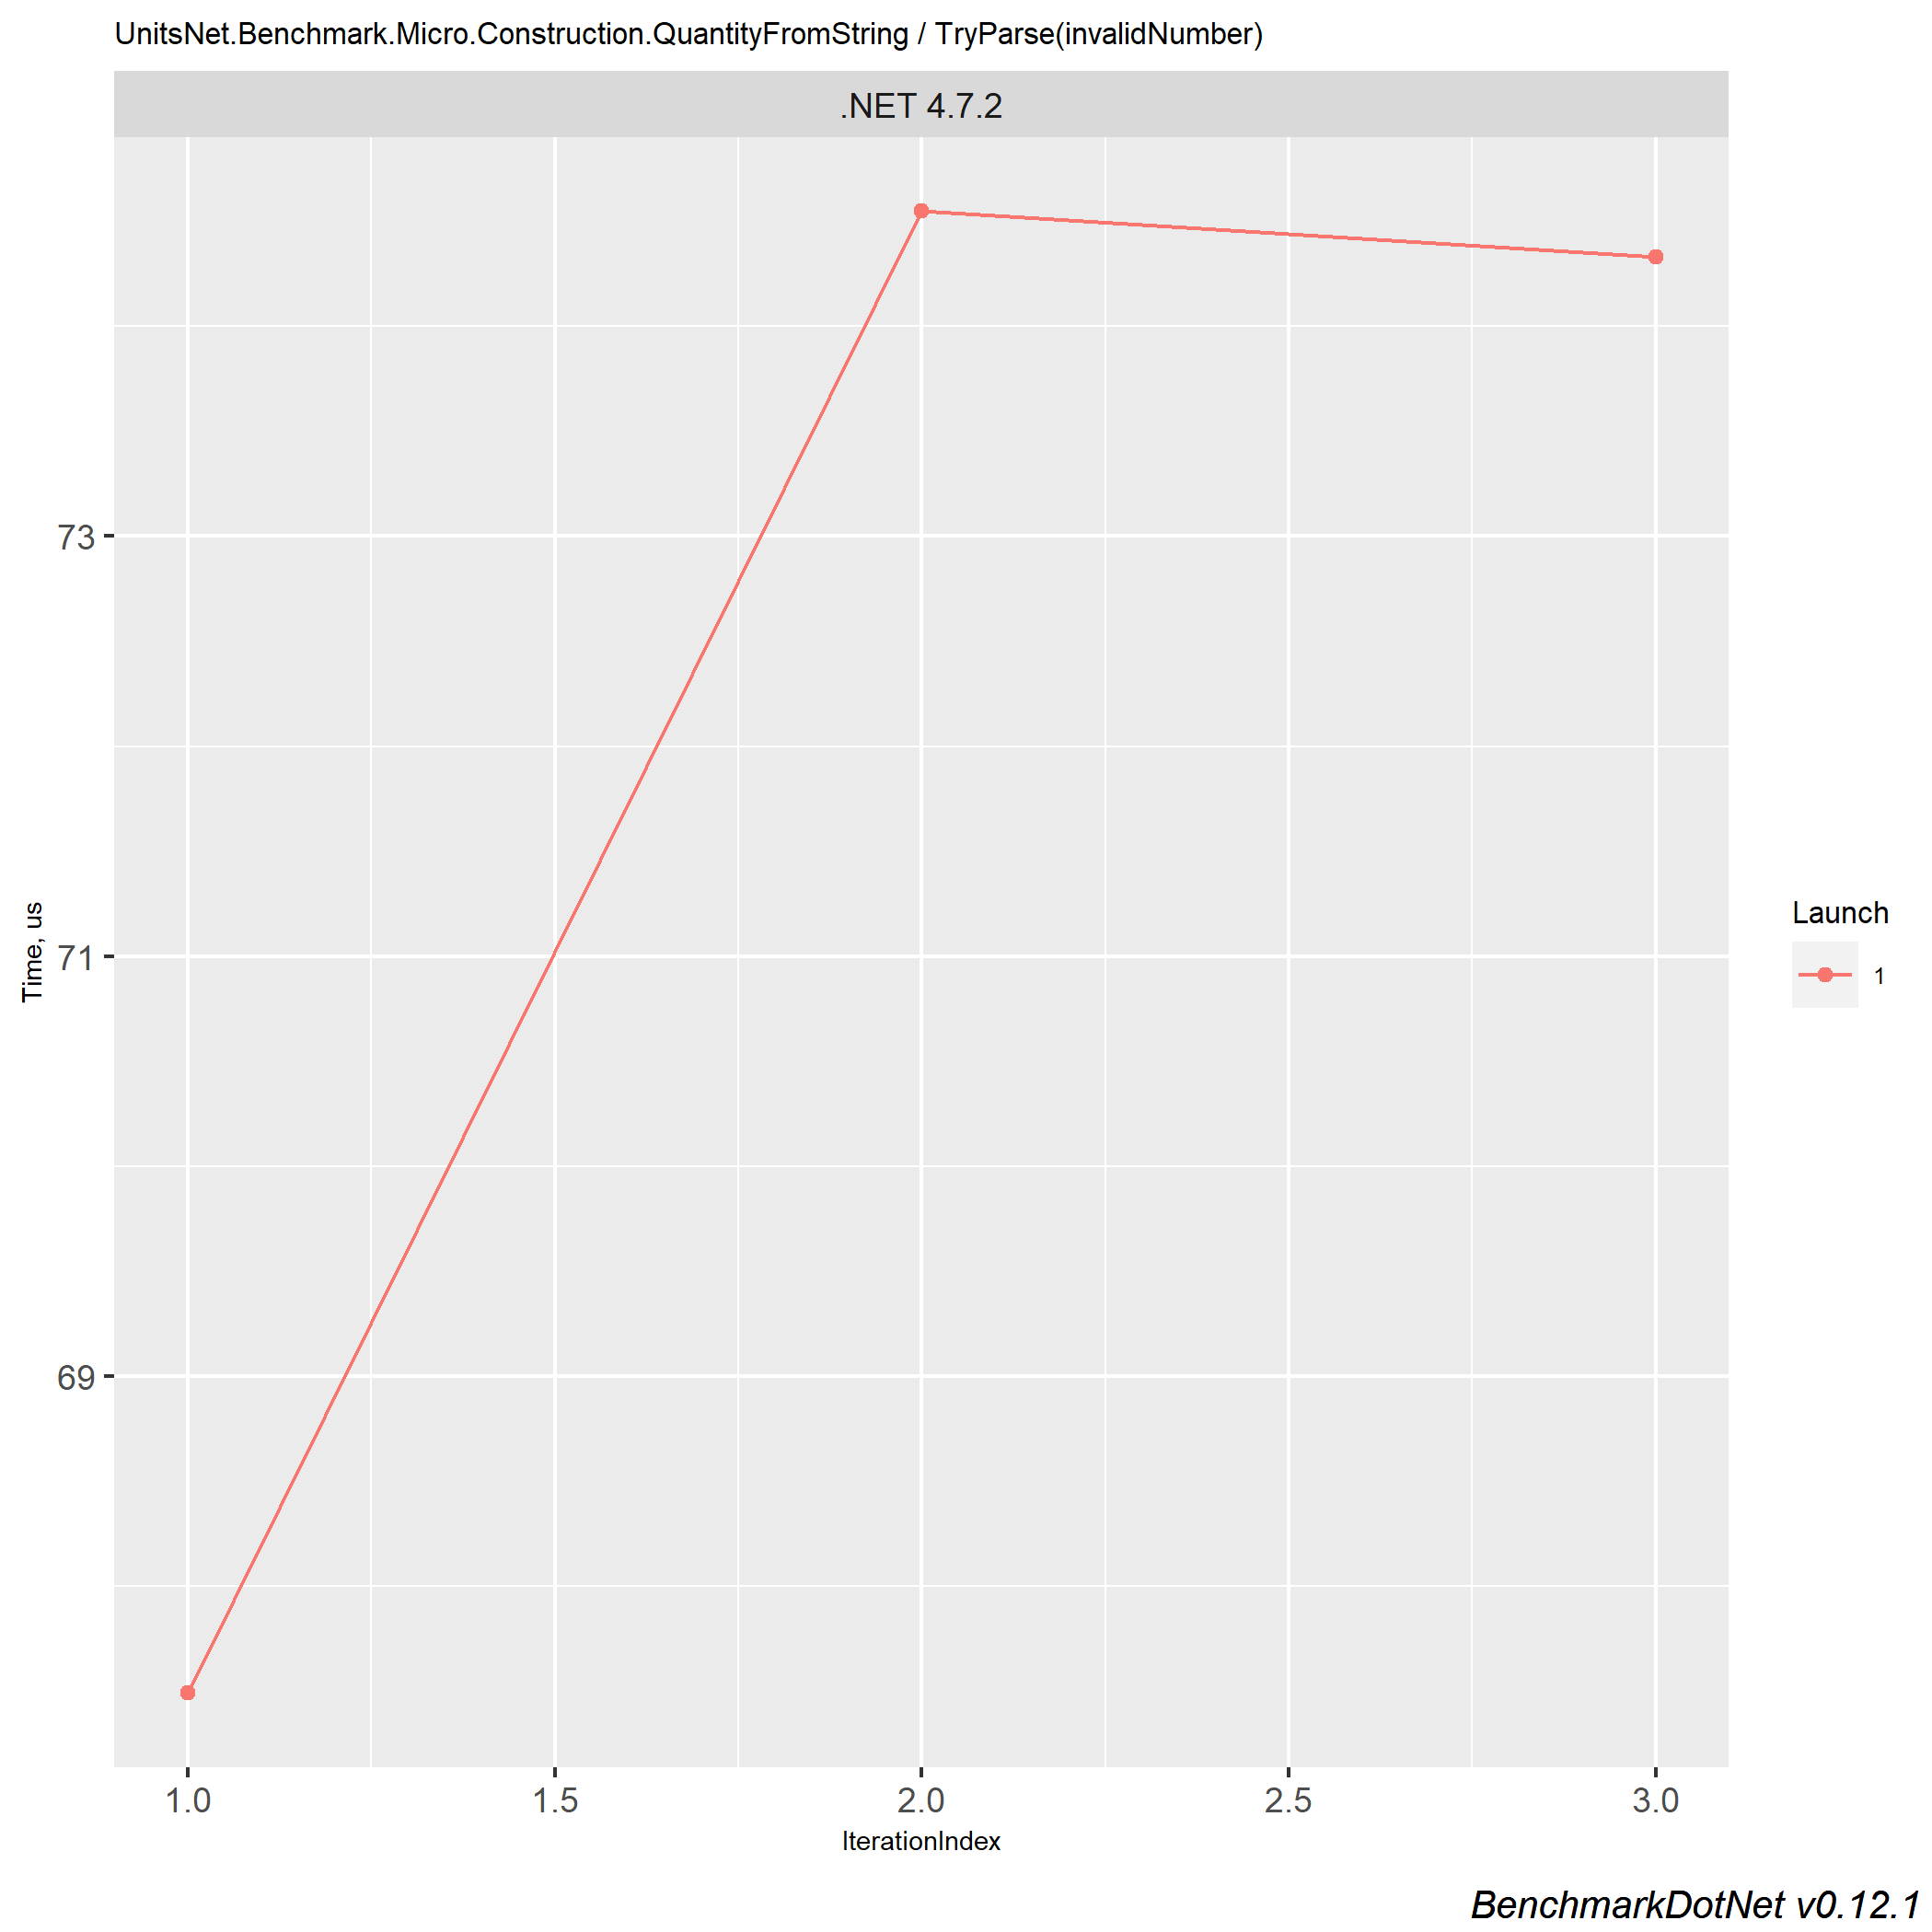 UnitsNet.Benchmark.Micro.Construction.QuantityFromString / TryParse(invalidNumber)
.NET 4.7.2
73
71
69
Time, us
1.0 1.5 2.0 2.5 3.0
IterationIndex
Launch
1
BenchmarkDotNet v0.12.1